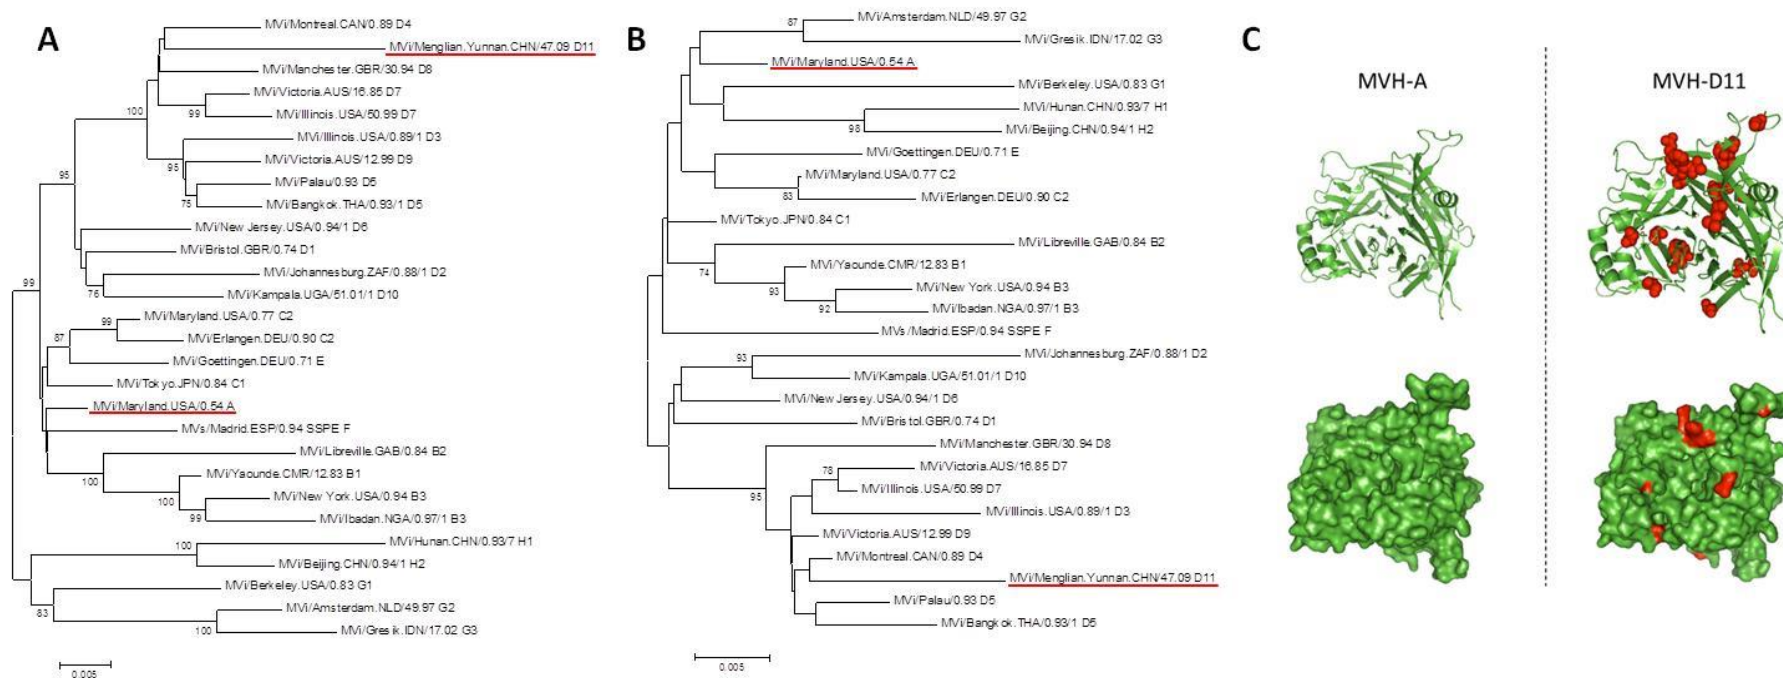 A
MVi/Montreal.CAN/0.89 D4
MVi/Menglian.Yunnan.CHN/47.09 D11
MVi/Manchester.GBR/30.94 D8
MVi/Victoria.AUS/16.85 D7
100
99
MVi/Illinois.USA/50.99 D7
MVi/Illinois.USA/0.89/1 D3
MVi/Victoria.AUS/12.99 D9
95
95
MVi/Palau/0.93 D5
75
MVi/Bangkok.THA/0.93/1 D5
MVi/New Jersey.USA/0.94/1 D6
MVi/Bristol.GBR/0.74 D1
99
MVi/Johannesburg.ZAF/0.88/1 D2
76
MVi/Kampala.UGA/51.01/1 D10
MVi/Maryland.USA/0.77 C2
99
87
MVi/Erlangen.DEU/0.90 C2
MVi/Goettingen.DEU/0.71 E
MVi/Tokyo.JPN/0.84 C1
MVi/Maryland.USA/0.54 A
MVs/Madrid.ESP/0.94 SSPE F
MVi/Libreville.GAB/0.84 B2
MVi/Yaounde.CMR/12.83 B1
100
100
MVi/New York.USA/0.94 B3
99
MVi/Ibadan.NGA/0.97/1 B3
MVi/Hunan.CHN/0.93/7 H1
100
MVi/Beijing.CHN/0.94/1 H2
MVi/Berkeley.USA/0.83 G1
83
MVi/Amsterdam.NLD/49.97 G2
100
MVi/Gresik.IDN/17.02 G3
0.005
B
MVi/Amsterdam.NLD/49.97 G2
87
MVi/Gresik.IDN/17.02 G3
MVi/Maryland.USA/0.54 A
MVi/Berkeley.USA/0.83 G1
MVi/Hunan.CHN/0.93/7 H1
98
MVi/Beijing.CHN/0.94/1 H2
MVi/Goettingen.DEU/0.71 E
MVi/Maryland.USA/0.77 C2
83
MVi/Erlangen.DEU/0.90 C2
MVi/Tokyo.JPN/0.84 C1
MVi/Libreville.GAB/0.84 B2
74
MVi/Yaounde.CMR/12.83 B1
93
MVi/New York.USA/0.94 B3
92
MVi/Ibadan.NGA/0.97/1 B3
MVs/Madrid.ESP/0.94 SSPE F
93
MVi/Johannesburg.ZAF/0.88/1 D2
MVi/Kampala.UGA/51.01/1 D10
MVi/New Jersey.USA/0.94/1 D6
MVi/Bristol.GBR/0.74 D1
MVi/Manchester.GBR/30.94 D8
78
MVi/Victoria.AUS/16.85 D7
95
MVi/Illinois.USA/50.99 D7
MVi/Illinois.USA/0.89/1 D3
MVi/Victoria.AUS/12.99 D9
MVi/Montreal.CAN/0.89 D4
MVi/Menglian.Yunnan.CHN/47.09 D11
MVi/Palau/0.93 D5
MVi/Bangkok.THA/0.93/1 D5
0.005
C
MVH-A
MVH-D11